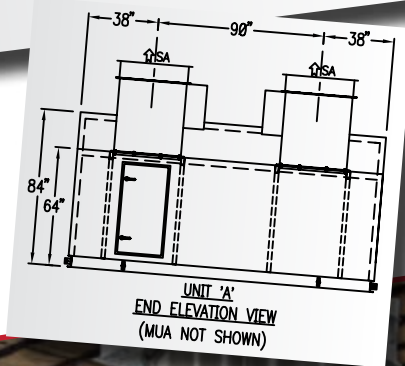 38" 90" 38"
SA SA
84"
64"
UNIT 'A'
END ELEVATION VIEW
(MUA NOT SHOWN)